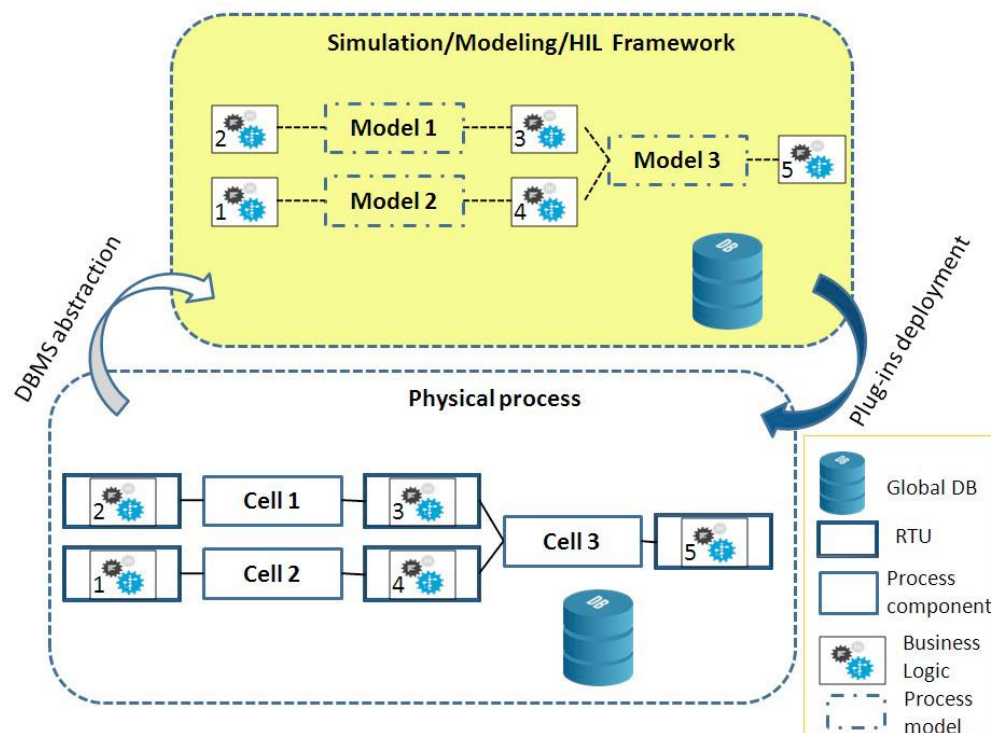 Simulation/Modeling/HIL Framework
2
Model 1
3
Model 3
5
1
Model 2
4
DB
DBMS abstraction
Plug-ins deployment
Physical process
2
Cell 1
3
Cell 3
5
1
Cell 2
4
DB
DB
Global DB
RTU
Process
component
Business
Logic
Process
model